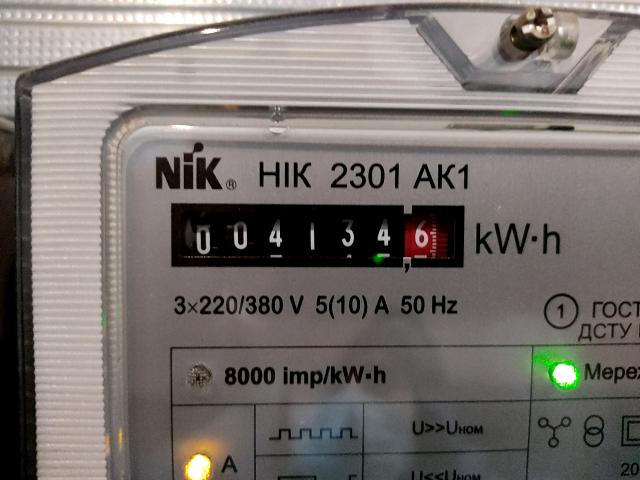 NiK® НІК 2301 АК1
004134,6 kW·h
3×220/380 V 5(10) A 50 Hz
1 ГОСТ
ДСТУ
8000 imp/kW·h
Мереж
A
U>>Uном
U<<Uном
20